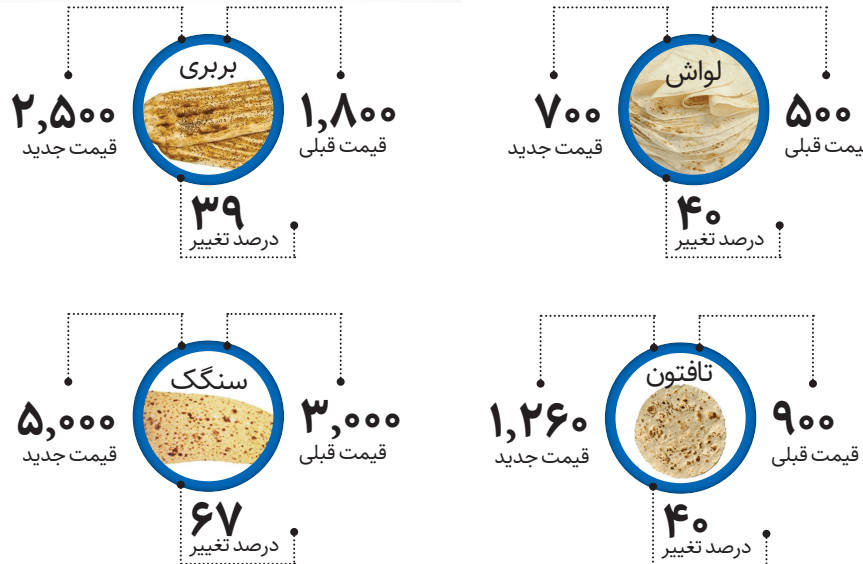 لواش
۵۰۰
قیمت قبلی
۷۰۰
قیمت جدید
۴۰
درصد تغییر
بربری
۱,۸۰۰
قیمت قبلی
۲,۵۰۰
قیمت جدید
۳۹
درصد تغییر
تافتون
۹۰۰
قیمت قبلی
۱,۲۶۰
قیمت جدید
۴۰
درصد تغییر
سنگک
۳,۰۰۰
قیمت قبلی
۵,۰۰۰
قیمت جدید
۶۷
درصد تغییر